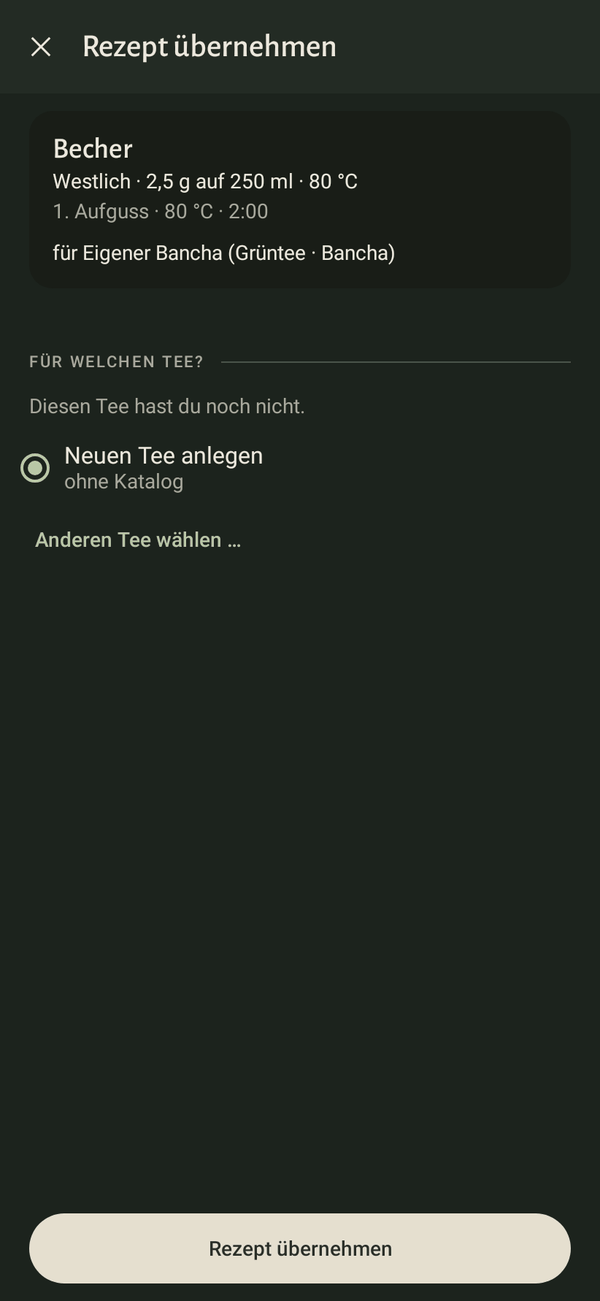 Rezept übernehmen
Becher
Westlich · 2,5 g auf 250 ml · 80 °C
1. Aufguss · 80 °C · 2:00
für Eigener Bancha (Grüntee · Bancha)
FÜR WELCHEN TEE?
Diesen Tee hast du noch nicht.
Neuen Tee anlegen
ohne Katalog
Anderen Tee wählen …
Rezept übernehmen